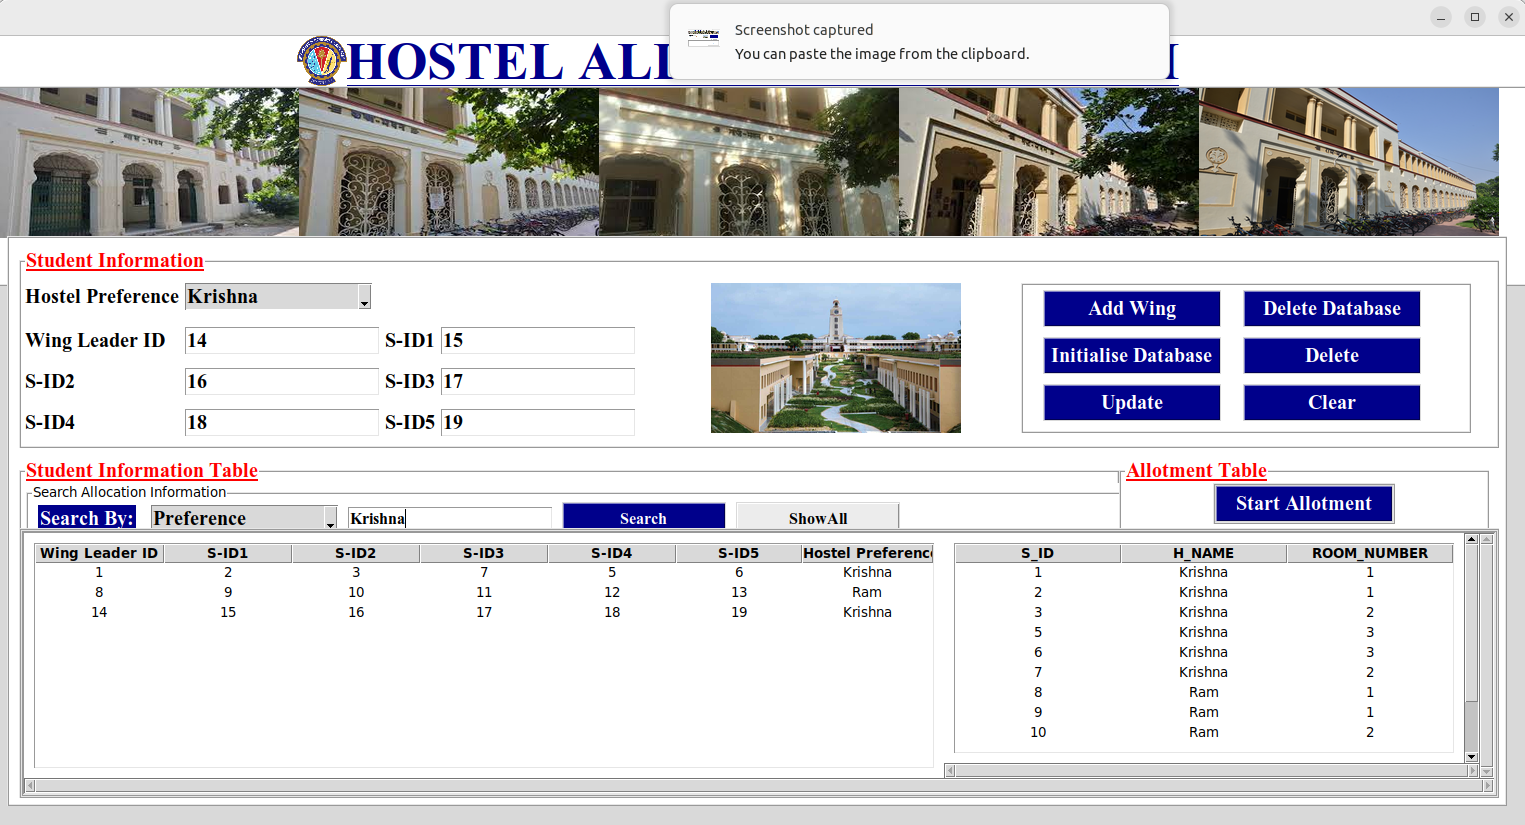 Screenshot captured
You can paste the image from the clipboard.
HOSTEL
Student Information
Hostel Preference Krishna
Wing Leader ID 14 S-ID1 15
S-ID2 16 S-ID3 17
S-ID4 18 S-ID5 19
Add Wing Delete Database
Initialise Database Delete
Update Clear
Student Information Table
Search Allocation Information
Search By: Preference Krishna Search ShowAll
Wing Leader ID S-ID1 S-ID2 S-ID3 S-ID4 S-ID5 Hostel Preferenc
1 2 3 7 5 6 Krishna
8 9 10 11 12 13 Ram
14 15 16 17 18 19 Krishna
Allotment Table
Start Allotment
S_ID H_NAME ROOM_NUMBER
1 Krishna 1
2 Krishna 1
3 Krishna 2
5 Krishna 3
6 Krishna 3
7 Krishna 2
8 Ram 1
9 Ram 1
10 Ram 2